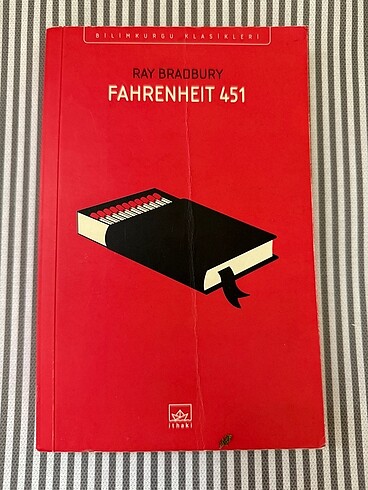 BİLİMKURGU KLASİKLERİ
RAY BRADBURY
FAHRENHEIT 451
ithaki